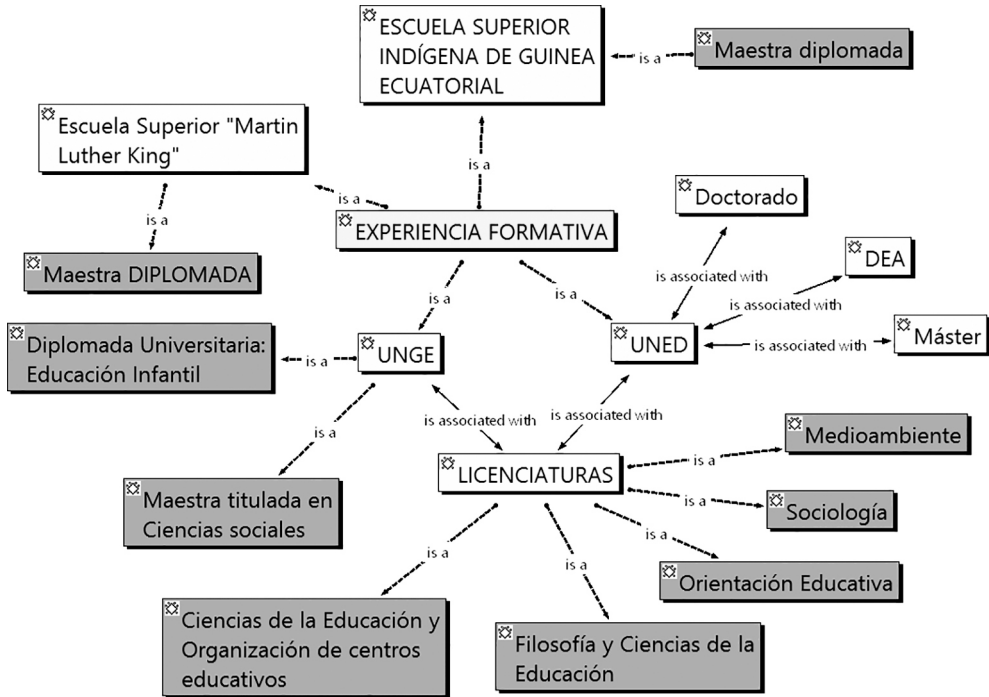 ESCUELA SUPERIOR
INDÍGENA DE GUINEA
ECUATORIAL
is a
Maestra diplomada
Escuela Superior "Martin
Luther King"
is a
is a
Doctorado
EXPERIENCIA FORMATIVA
is a
Maestra DIPLOMADA
is associated with
DEA
is a
is a
is associated with
Diplomada Universitaria:
Educación Infantil
is a
UNGE
UNED
is associated with
Máster
is associated with
is associated with
is a
Medioambiente
LICENCIATURAS
is a
Maestra titulada en
Ciencias sociales
is a
Sociología
is a
is a
is a
Orientación Educativa
Ciencias de la Educación y
Organización de centros
educativos
Filosofía y Ciencias de la
Educación